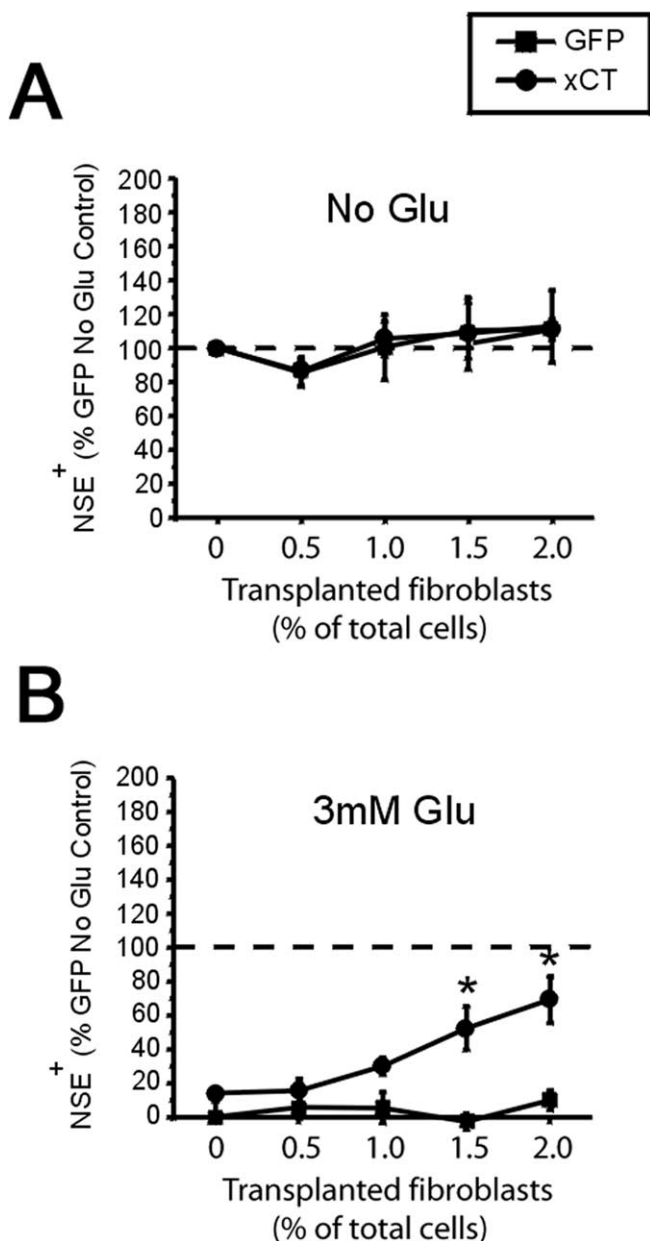 GFP
xCT
A
No Glu
NSE+ (% GFP No Glu Control)
200
180
160
140
120
100
80
60
40
20
0
0 0.5 1.0 1.5 2.0
Transplanted fibroblasts
(% of total cells)
B
3mM Glu
NSE+ (% GFP No Glu Control)
200
180
160
140
120
100
80
60
40
20
0
* *
0 0.5 1.0 1.5 2.0
Transplanted fibroblasts
(% of total cells)